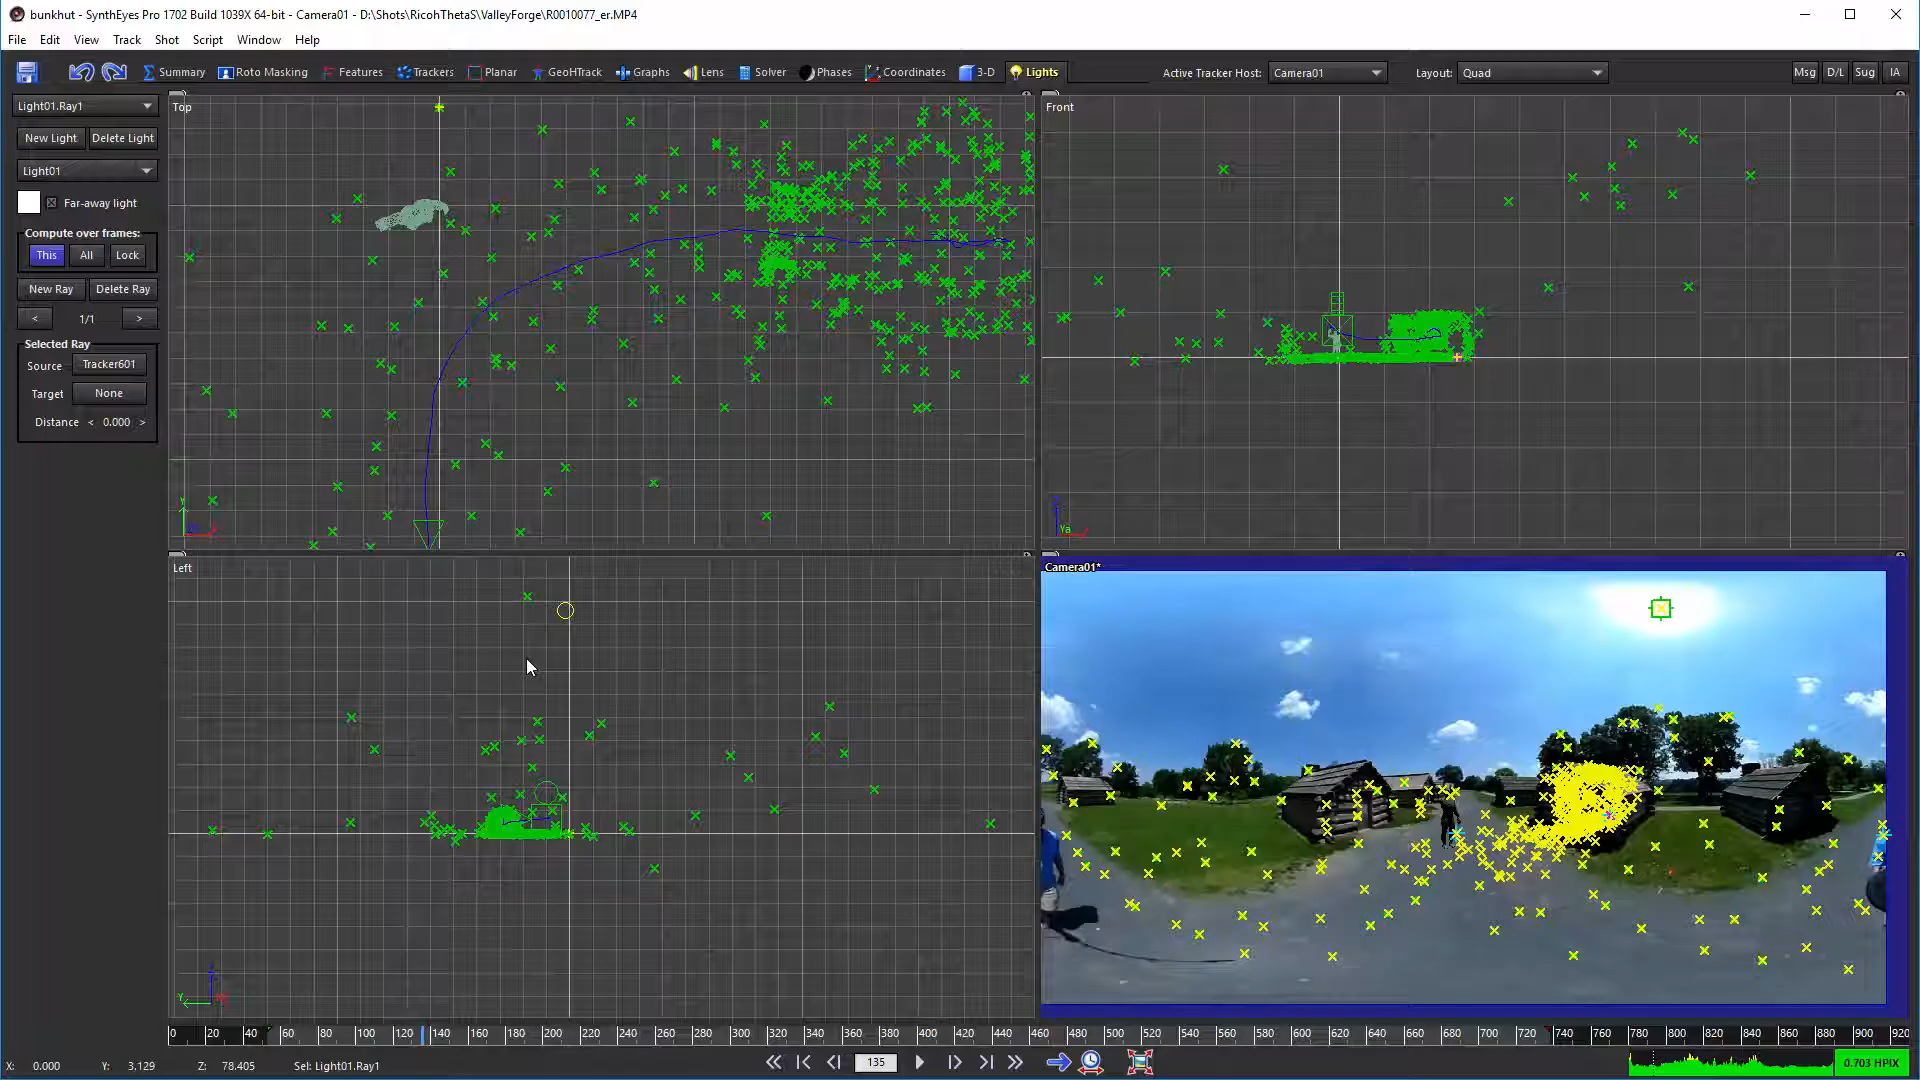 bunkhut - SynthEyes Pro 1702 Build 1039X 64-bit - Camera01 - D:\Shots\RicohThetaS\ValleyForge\R0010077_er.MP4
File Edit View Track Shot Script Window Help
Summary Roto Masking Features Trackers Planar GeoHTrack Graphs Lens Solver Phases Coordinates 3-D Lights Active Tracker Host: Camera01 Layout: Quad Msg D/L Sug IA
Light01.Ray1
New Light Delete Light
Light01
Far-away light
Compute over frames:
This All Lock
New Ray Delete Ray
< 1/1 >
Selected Ray
Source Tracker601
Target None
Distance < 0.000 >
Top
Front
Left
Camera01*
0 20 40 60 80 100 120 140 160 180 200 220 240 260 280 300 320 340 360 380 400 420 440 460 480 500 520 540 560 580 600 620 640 660 680 700 720 740 760 780 800 820 840 860 880 900 920
X: 0.000 Y: 3.129 Z: 78.405 Sel: Light01.Ray1 135 0.703 HPIX